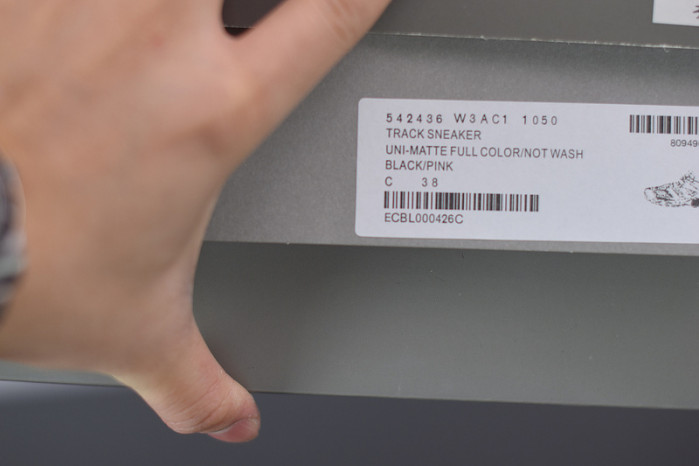 542436 W3AC1 1050
TRACK SNEAKER
UNI-MATTE FULL COLOR/NOT WASH
BLACK/PINK
C 38
ECBL000426C